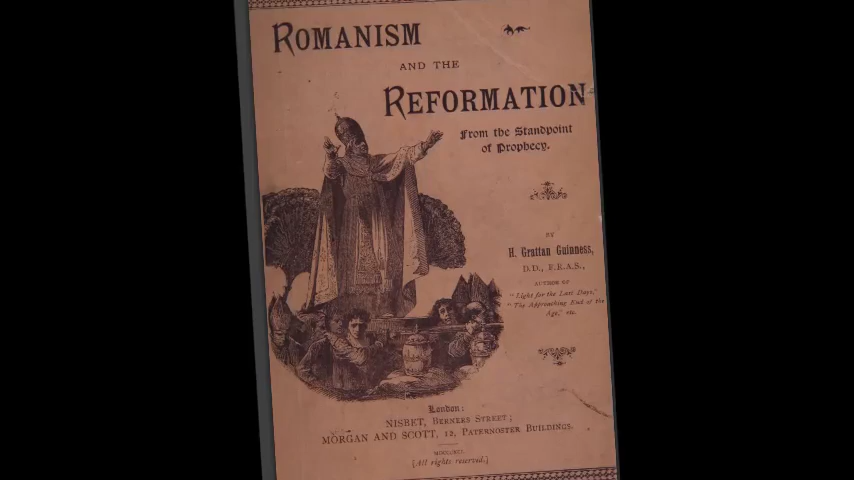 ROMANISM
AND THE
REFORMATION
From the Standpoint
of Prophecy.
BY
H. Grattan Guinness,
D.D., F.R.A.S.,
AUTHOR OF
"Light for the Last Days,"
"The Approaching End of the
Age," etc.
London:
NISBET, BERNERS STREET;
MORGAN AND SCOTT, 12, PATERNOSTER BUILDINGS.
[All rights reserved.]